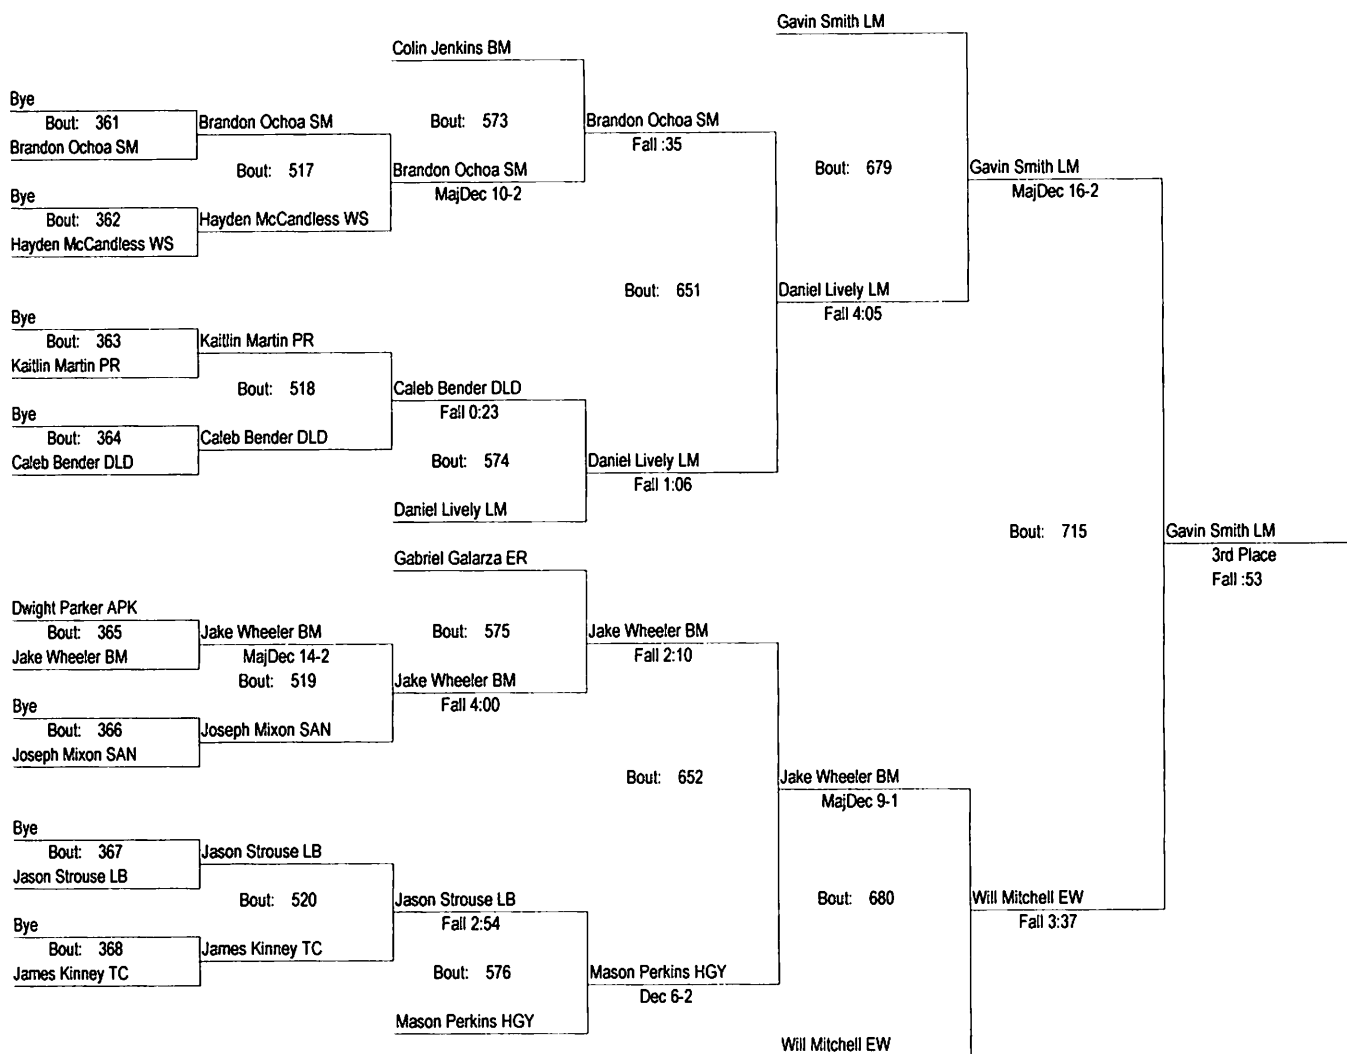 Gavin Smith LM
Colin Jenkins BM
Bye
Bout: 361
Brandon Ochoa SM
Brandon Ochoa SM
Bout: 517
Bye
Bout: 362
Hayden McCandless WS
Hayden McCandless WS
Brandon Ochoa SM
MajDec 10-2
Bout: 573
Brandon Ochoa SM
Fall :35
Bye
Bout: 363
Kaitlin Martin PR
Kaitlin Martin PR
Bout: 518
Bye
Bout: 364
Caleb Bender DLD
Caleb Bender DLD
Caleb Bender DLD
Fall 0:23
Bout: 574
Daniel Lively LM
Daniel Lively LM
Fall 1:06
Bout: 651
Daniel Lively LM
Fall 4:05
Bout: 679
Gavin Smith LM
MajDec 16-2
Gabriel Galarza ER
Dwight Parker APK
Bout: 365
Jake Wheeler BM
Jake Wheeler BM
MajDec 14-2
Bout: 519
Bye
Bout: 366
Joseph Mixon SAN
Joseph Mixon SAN
Jake Wheeler BM
Fall 4:00
Bout: 575
Jake Wheeler BM
Fall 2:10
Bye
Bout: 367
Jason Strouse LB
Jason Strouse LB
Bout: 520
Bye
Bout: 368
James Kinney TC
James Kinney TC
Jason Strouse LB
Fall 2:54
Bout: 576
Mason Perkins HGY
Mason Perkins HGY
Dec 6-2
Bout: 652
Jake Wheeler BM
MajDec 9-1
Bout: 680
Will Mitchell EW
Will Mitchell EW
Fall 3:37
Bout: 715
Gavin Smith LM
3rd Place
Fall :53